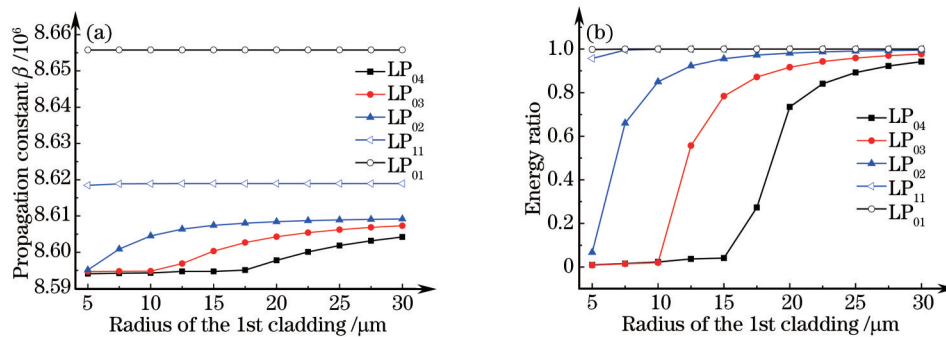 (a)
Propagation constant β /10⁶
8.66
8.65
8.64
8.63
8.62
8.61
8.60
8.59
LP₀₄
LP₀₃
LP₀₂
LP₁₁
LP₀₁
5 10 15 20 25 30
Radius of the 1st cladding /μm
(b)
Energy ratio
1.0
0.8
0.6
0.4
0.2
0
LP₀₄
LP₀₃
LP₀₂
LP₁₁
LP₀₁
5 10 15 20 25 30
Radius of the 1st cladding /μm